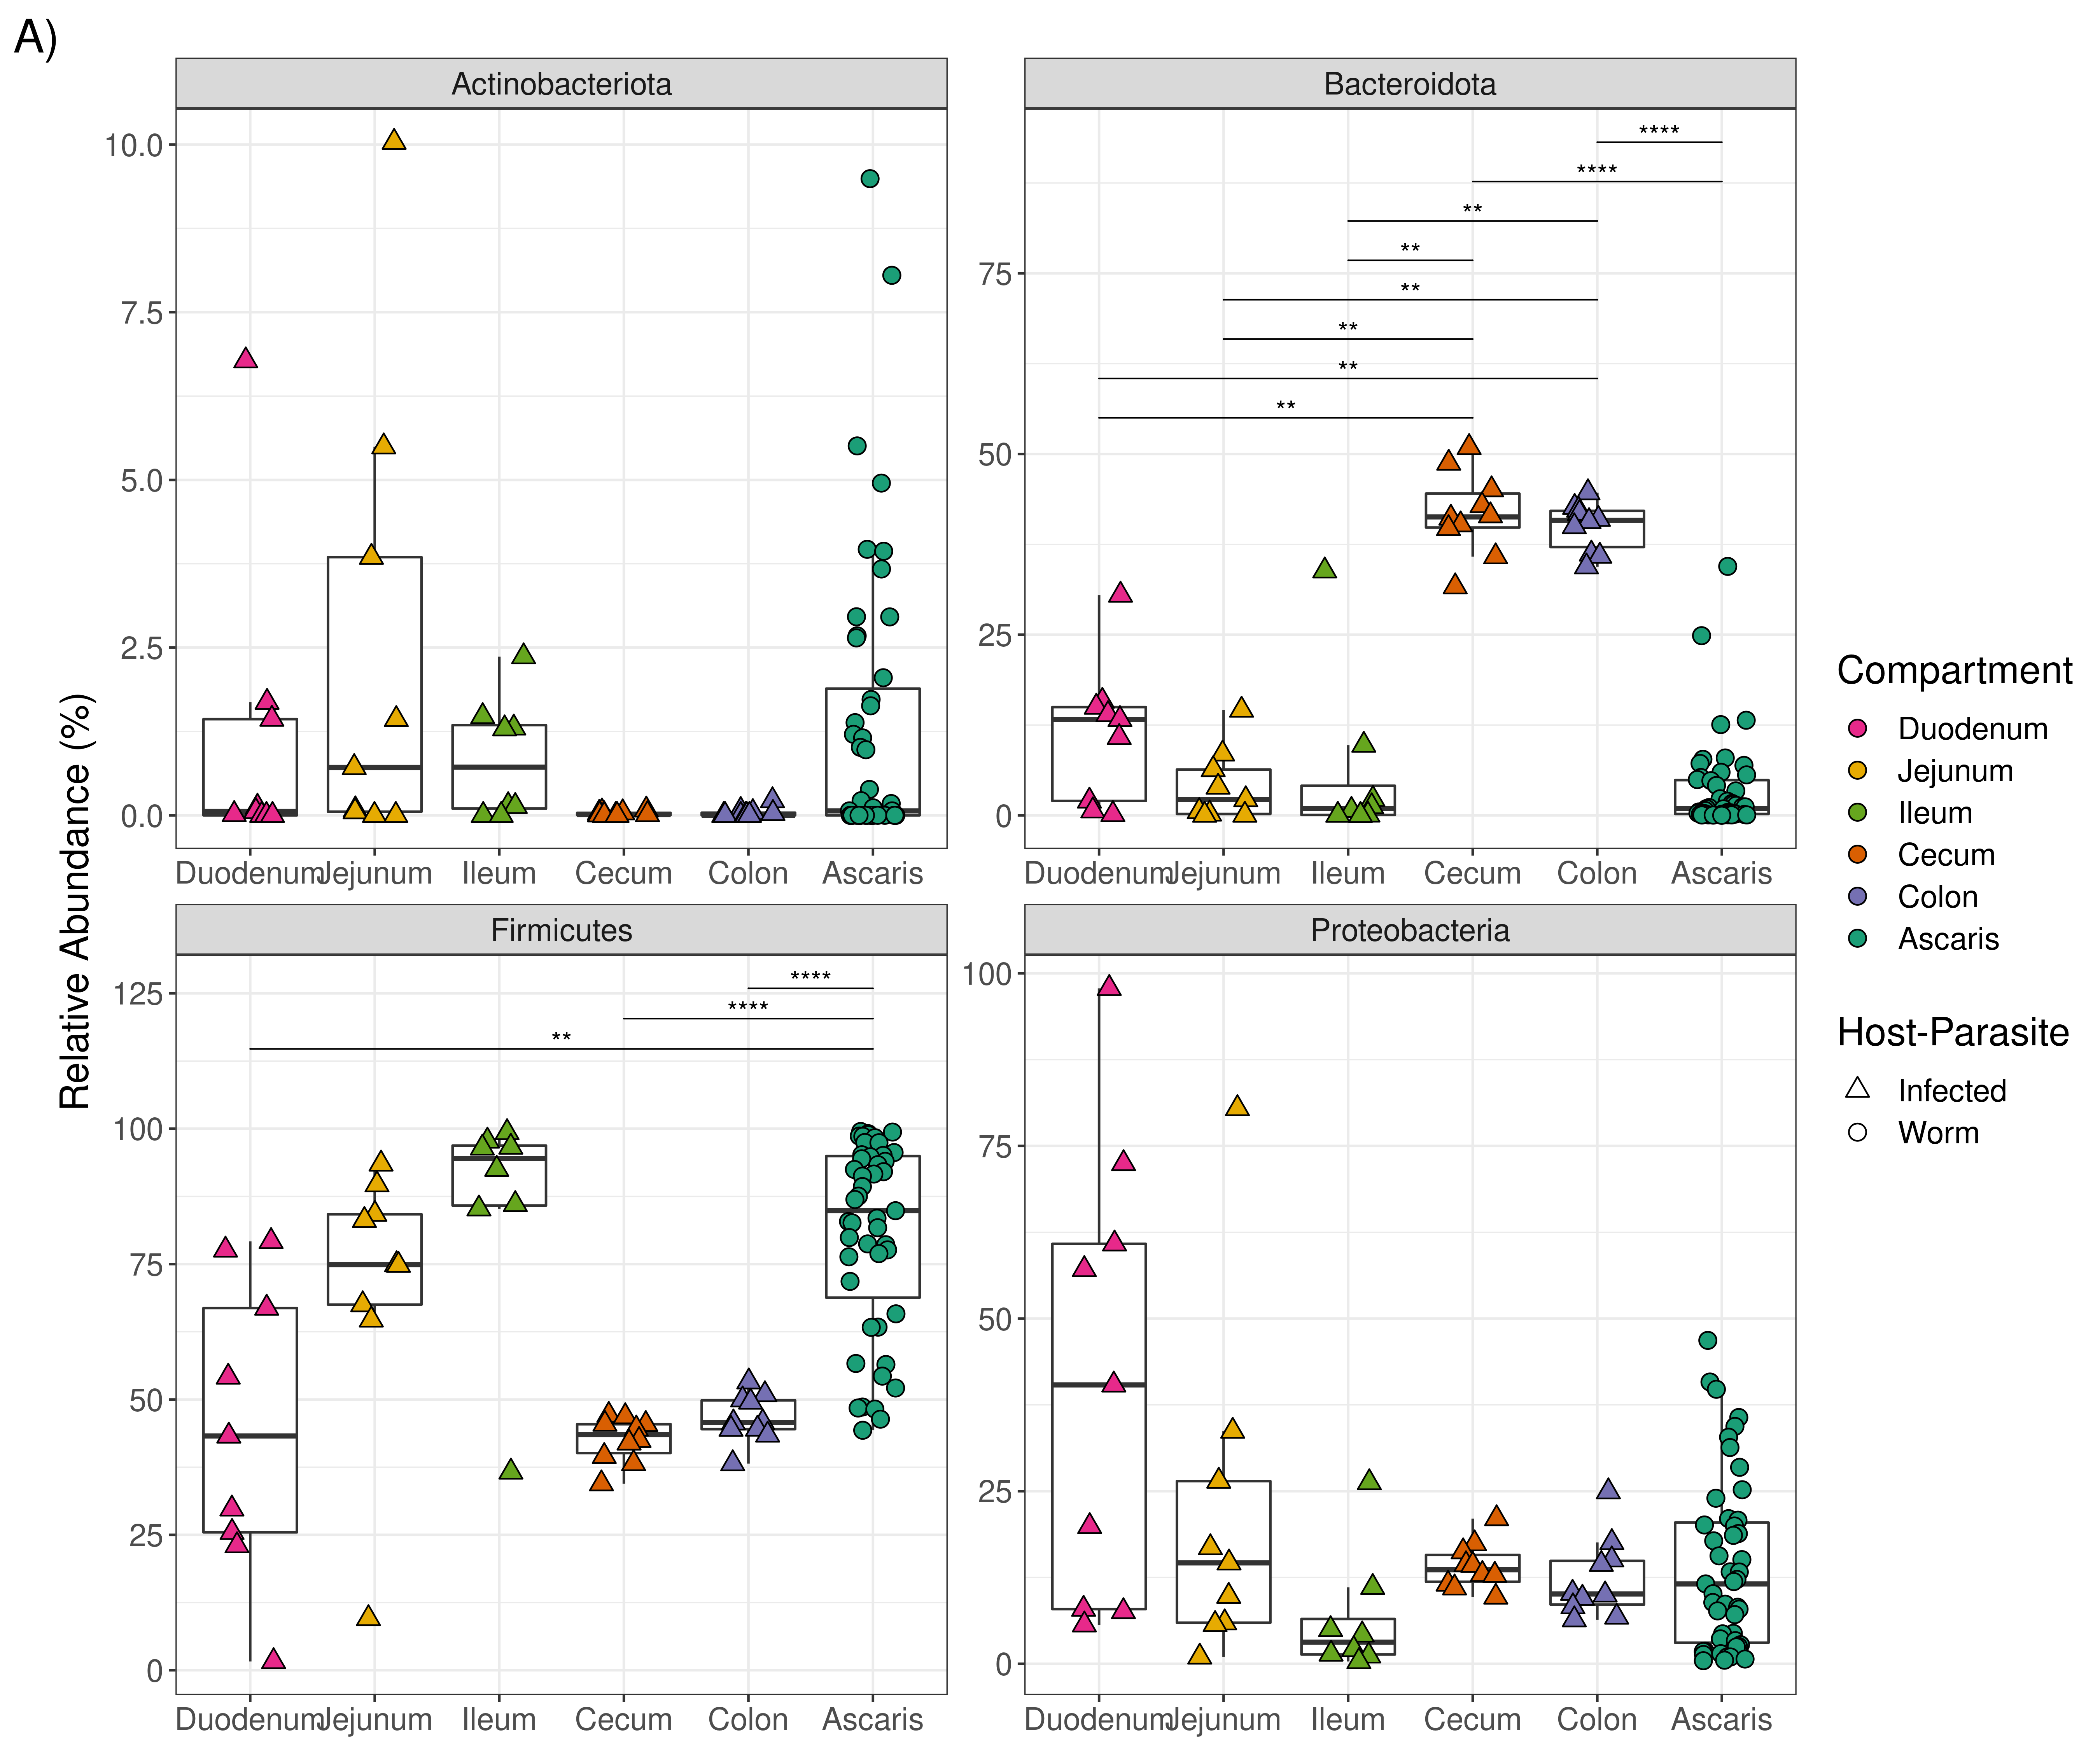 A)
Relative Abundance (%)
Actinobacteriota
10.0
7.5
5.0
2.5
0.0
Duodenum Jejunum Ileum Cecum Colon Ascaris
Bacteroidota
****
****
**
**
**
**
**
**
75
50
25
0
Duodenum Jejunum Ileum Cecum Colon Ascaris
Firmicutes
****
****
**
125
100
75
50
25
0
Duodenum Jejunum Ileum Cecum Colon Ascaris
Proteobacteria
100
75
50
25
0
Duodenum Jejunum Ileum Cecum Colon Ascaris
Compartment
Duodenum
Jejunum
Ileum
Cecum
Colon
Ascaris
Host-Parasite
Infected
Worm